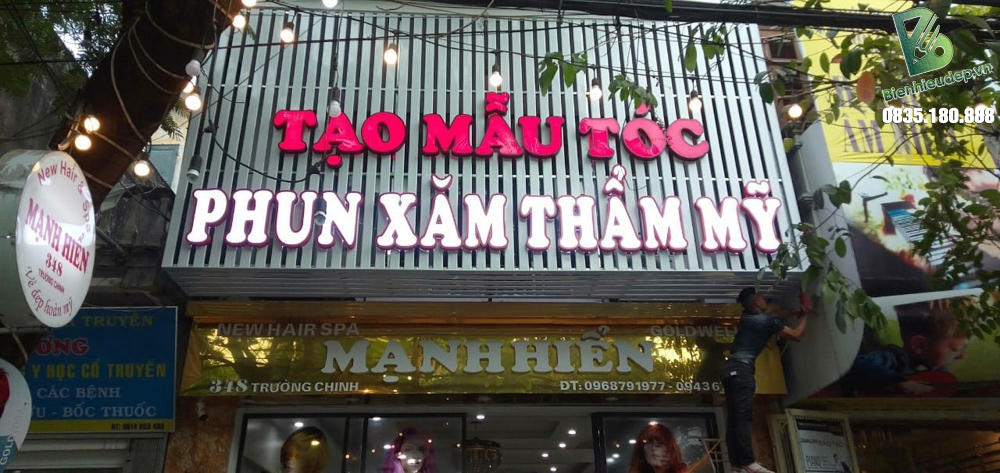 Bienhieudep.vn
0835.180.888
TẠO MẪU TÓC
PHUN XĂM THẨM MỸ
New Hair &
Spa
MẠNH HIỀN
348
TRƯỜNG CHINH
Vẻ đẹp hoàn mỹ
NEW HAIR SPA
GOLDWELL
MẠNH HIỀN
348 TRƯỜNG CHINH
ĐT: 0968791977 - 09436
TRUYỀN
Y HỌC CỔ TRUYỀN
CÁC BỆNH
BỐC THUỐC